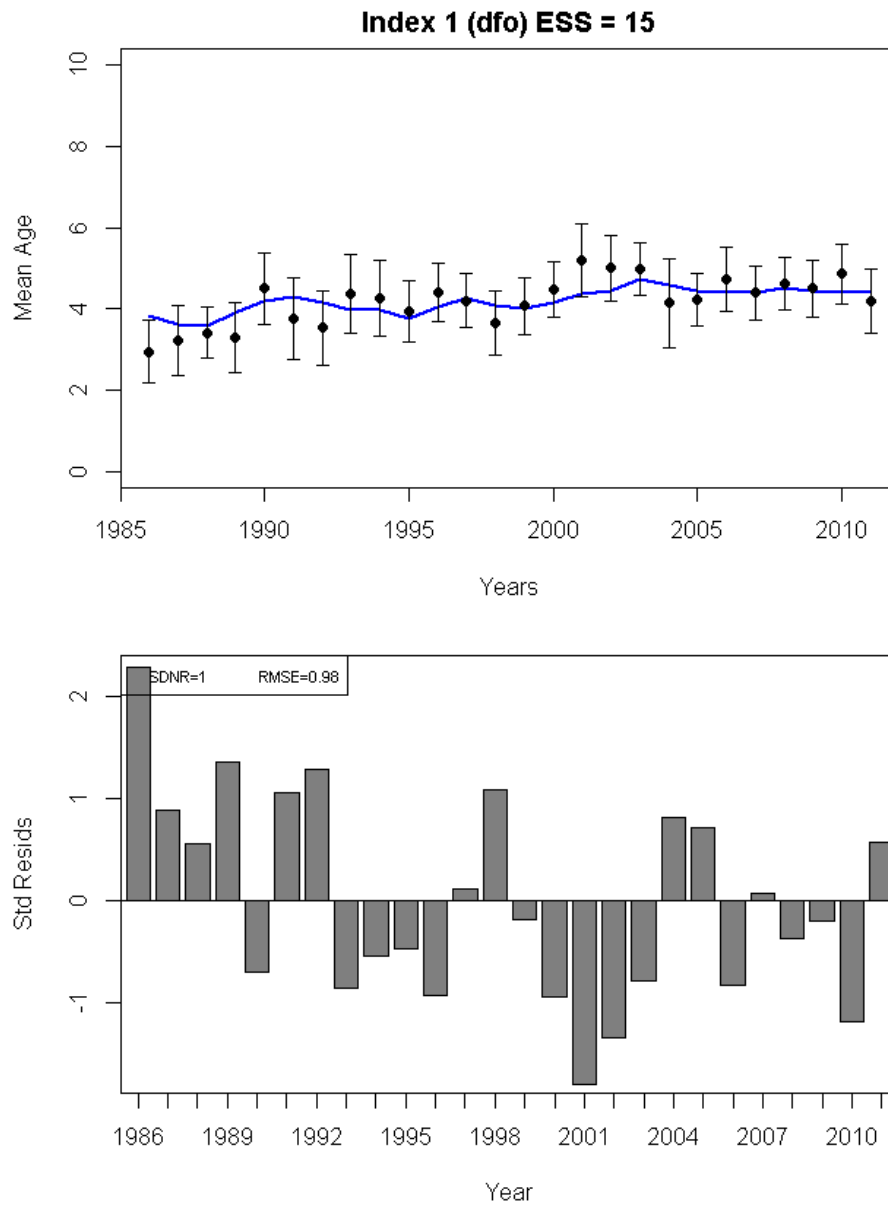 Index 1 (dfo) ESS = 15
10
8
6
4
2
0
Mean Age
1985 1990 1995 2000 2005 2010
Years
SDNR=1 RMSE=0.98
2
1
0
-1
Std Resids
1986 1989 1992 1995 1998 2001 2004 2007 2010
Year